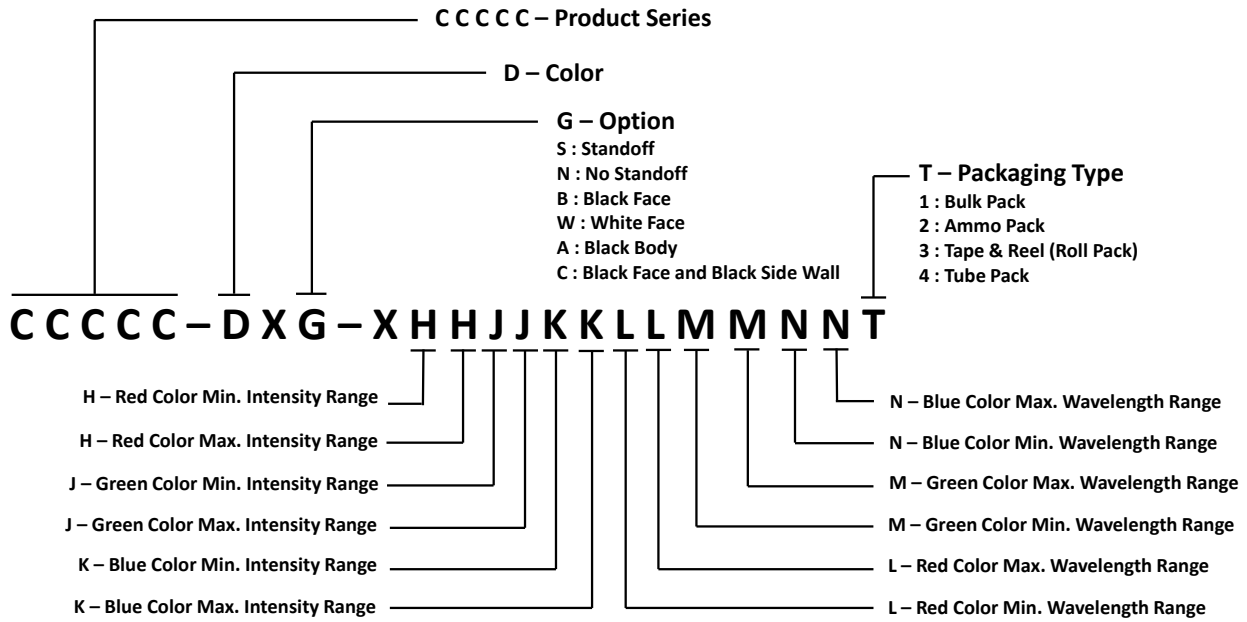 C C C C C – Product Series
D – Color
G – Option
S : Standoff
N : No Standoff
B : Black Face
W : White Face
A : Black Body
C : Black Face and Black Side Wall
T – Packaging Type
1 : Bulk Pack
2 : Ammo Pack
3 : Tape & Reel (Roll Pack)
4 : Tube Pack
C C C C C – D X G – X H H J J K K L L M M N N T
H – Red Color Min. Intensity Range
H – Red Color Max. Intensity Range
J – Green Color Min. Intensity Range
J – Green Color Max. Intensity Range
K – Blue Color Min. Intensity Range
K – Blue Color Max. Intensity Range
N – Blue Color Max. Wavelength Range
N – Blue Color Min. Wavelength Range
M – Green Color Max. Wavelength Range
M – Green Color Min. Wavelength Range
L – Red Color Max. Wavelength Range
L – Red Color Min. Wavelength Range